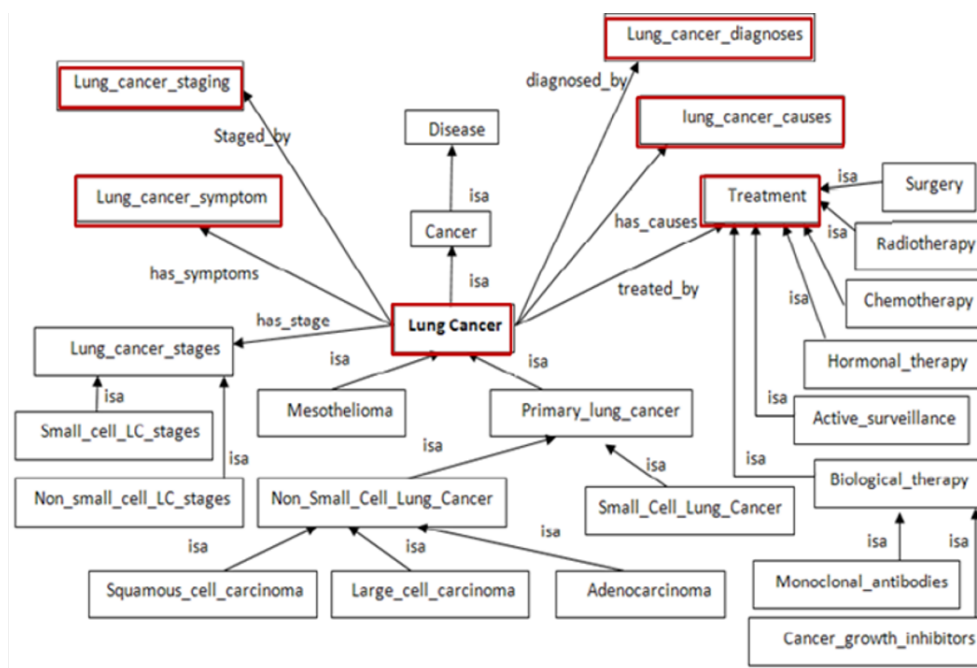 Lung_cancer_diagnoses
Lung_cancer_staging
diagnosed_by
lung_cancer_causes
Disease
Staged_by
isa
Surgery
Lung_cancer_symptom
Treatment
isa
isa
Radiotherapy
Cancer
has_causes
has_symptoms
isa
treated_by
Chemotherapy
has_stage
Lung Cancer
isa
Lung_cancer_stages
isa
isa
Hormonal_therapy
isa
Mesothelioma
Primary_lung_cancer
isa
Active_surveillance
Small_cell_LC_stages
isa
isa
isa
isa
Biological_therapy
Non_small_cell_LC_stages
Non_Small_Cell_Lung_Cancer
Small_Cell_Lung_Cancer
isa
isa
isa
isa
isa
Squamous_cell_carcinoma
Large_cell_carcinoma
Adenocarcinoma
Monoclonal_antibodies
Cancer_growth_inhibitors